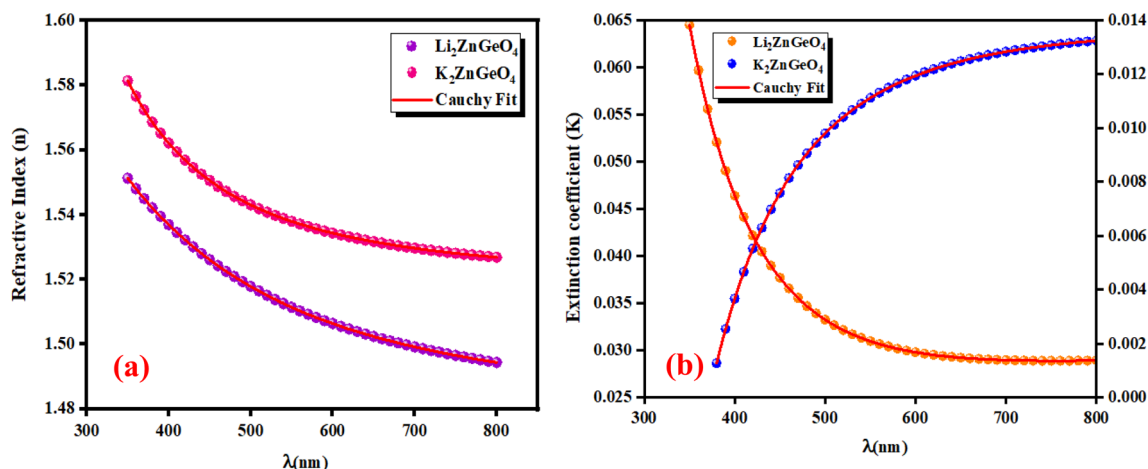 1.60
1.58
1.56
1.54
1.52
1.50
1.48
Refractive Index (n)
Li₂ZnGeO₄
K₂ZnGeO₄
Cauchy Fit
(a)
300 400 500 600 700 800
λ(nm)
0.065
0.060
0.055
0.050
0.045
0.040
0.035
0.030
0.025
Extinction coefficient (K)
Li₂ZnGeO₄
K₂ZnGeO₄
Cauchy Fit
(b)
0.014
0.012
0.010
0.008
0.006
0.004
0.002
0.000
300 400 500 600 700 800
λ(nm)